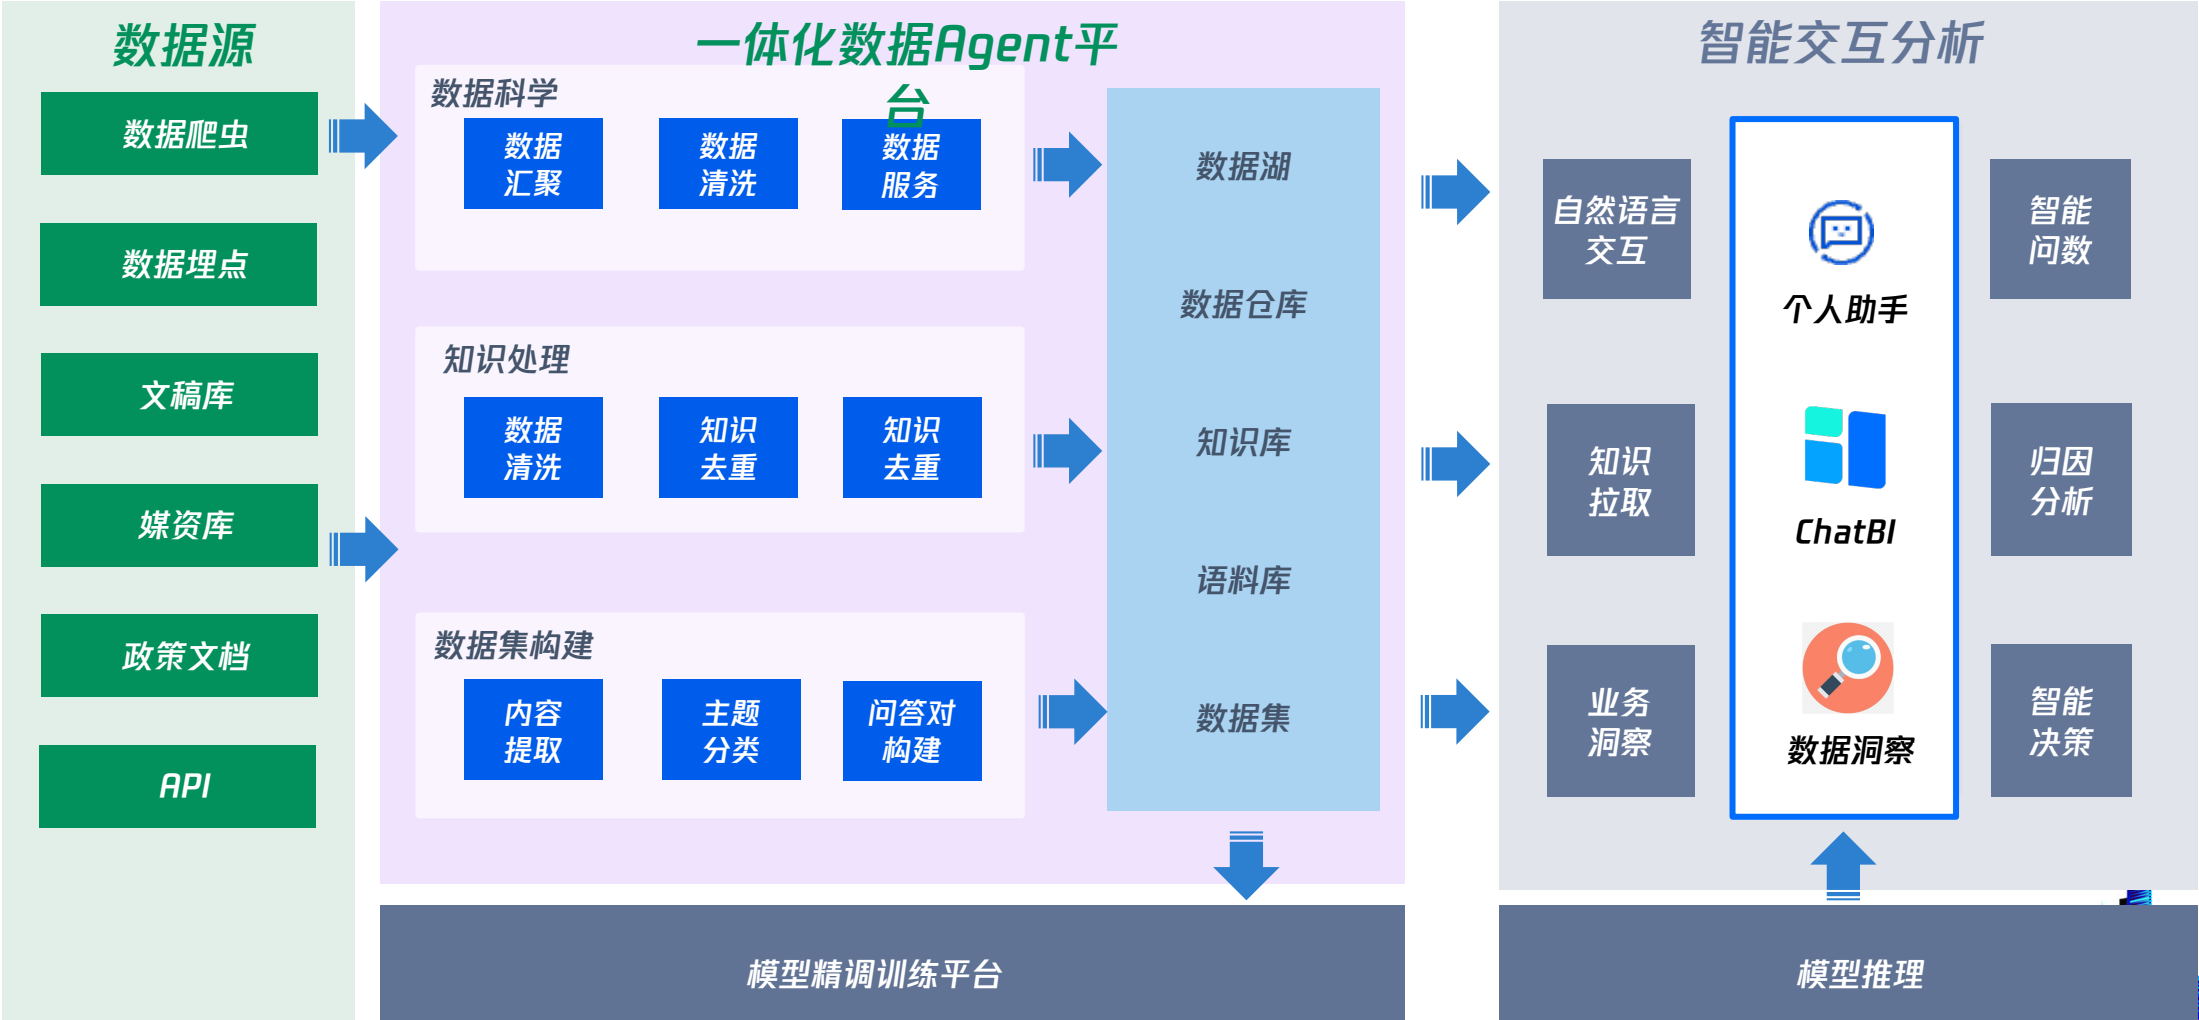 数据源
数据爬虫
数据埋点
文稿库
媒资库
政策文档
API
一体化数据Agent平
台
数据科学
数据
汇聚
数据
清洗
数据
服务
知识处理
数据
清洗
知识
去重
知识
去重
数据集构建
内容
提取
主题
分类
问答对
构建
数据湖
数据仓库
知识库
语料库
数据集
模型精调训练平台
智能交互分析
自然语言
交互
知识
拉取
业务
洞察
个人助手
ChatBI
数据洞察
智能
问数
归因
分析
智能
决策
模型推理